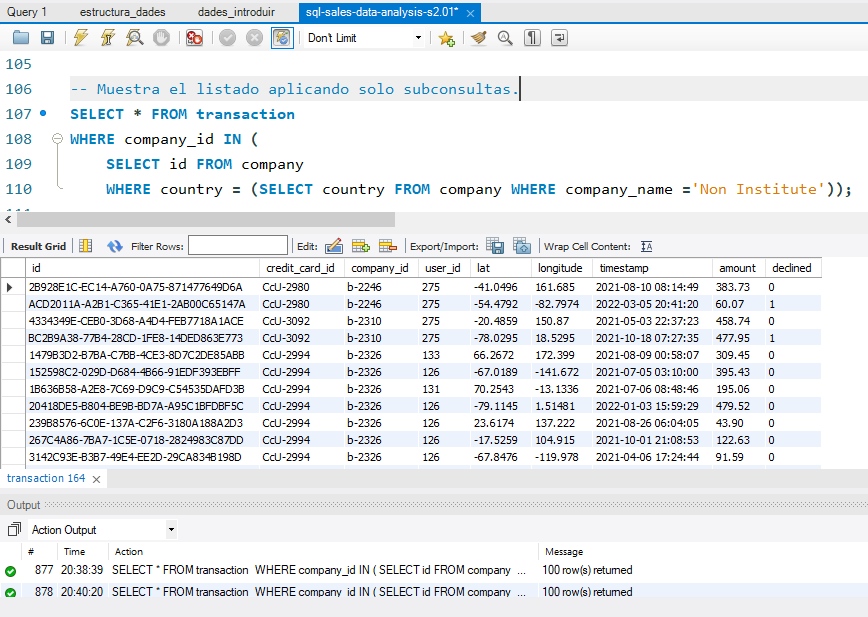 Query 1 estructura_dades dades_introduir sql-sales-data-analysis-s2.01*
Don't Limit
105
106 -- Muestra el listado aplicando solo subconsultas.
107 SELECT * FROM transaction
108 WHERE company_id IN (
109 SELECT id FROM company
110 WHERE country = (SELECT country FROM company WHERE company_name ='Non Institute'));
Result Grid Filter Rows: Edit: Export/Import: Wrap Cell Content:
id credit_card_id company_id user_id lat longitude timestamp amount declined
2B928E1C-EC14-A760-0A75-871477649D6A CcU-2980 b-2246 275 -41.0496 161.685 2021-08-10 08:14:49 383.73 0
ACD2011A-A2B1-C365-41E1-2AB00C65147A CcU-2980 b-2246 275 -54.4792 -82.7974 2022-03-05 20:41:20 60.07 1
4334349E-CEB0-3D68-A4D4-FEB7718A1ACE CcU-3092 b-2310 275 -20.4859 150.87 2021-05-03 22:37:23 458.74 0
BC2B9A38-77B4-28CD-1FE8-14DED863E773 CcU-3092 b-2310 275 -78.0295 18.5295 2021-10-18 07:27:35 477.95 1
1479B3D2-B7BA-C7BB-4CE3-8D7C2DE85ABB CcU-2994 b-2326 133 66.2672 172.399 2021-08-09 00:58:07 309.45 0
152598C2-029D-D684-4B66-91EDF393EBFF CcU-2994 b-2326 126 -67.0189 -141.672 2021-07-05 03:10:00 395.43 0
1B636B58-A2E8-7C69-D9C9-C54535DAFD3B CcU-2994 b-2326 131 70.2543 -13.1336 2021-07-06 08:48:46 195.06 0
20418DE5-B804-BE9B-BD7A-A95C1BFDBF5C CcU-2994 b-2326 126 -79.1145 1.51481 2022-01-03 15:59:29 479.52 0
239B8576-6C0E-137A-C2F6-3180A188A2D3 CcU-2994 b-2326 126 23.6174 137.222 2021-08-26 06:04:05 43.90 0
267C4A86-7BA7-1C5E-0718-2824983C87DD CcU-2994 b-2326 126 -17.5259 104.915 2021-10-01 21:08:53 122.63 0
3142C93E-B3B7-49E4-EE2D-29CA834B198D CcU-2994 b-2326 126 -67.8476 -119.978 2021-04-06 17:24:44 91.59 0
transaction 164
Output
Action Output
# Time Action Message
877 20:38:39 SELECT * FROM transaction WHERE company_id IN ( SELECT id FROM company ... 100 row(s) returned
878 20:40:20 SELECT * FROM transaction WHERE company_id IN ( SELECT id FROM company ... 100 row(s) returned